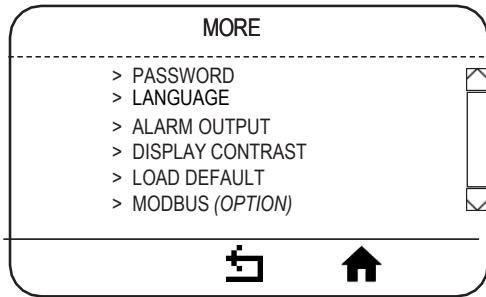 MORE
> PASSWORD
> LANGUAGE
> ALARM OUTPUT
> DISPLAY CONTRAST
> LOAD DEFAULT
> MODBUS (OPTION)